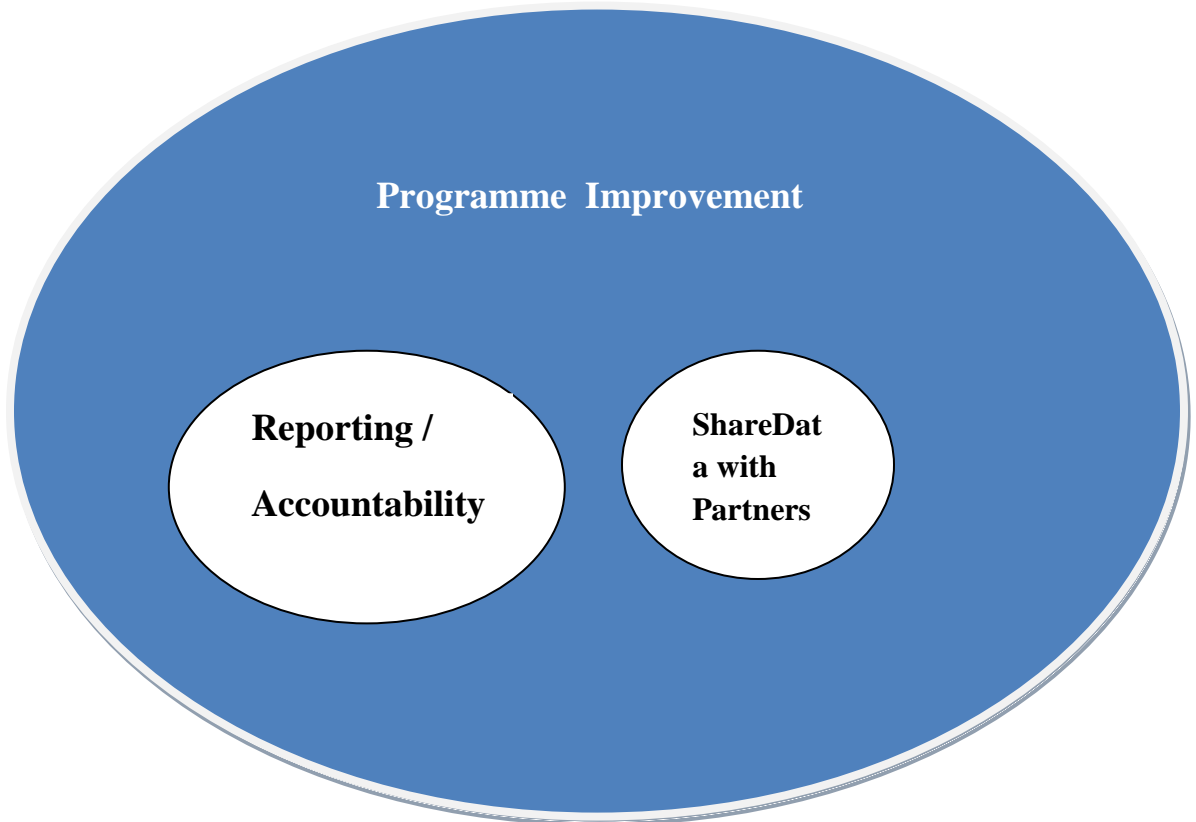 Programme Improvement
Reporting /
Accountability
ShareDat
a with
Partners